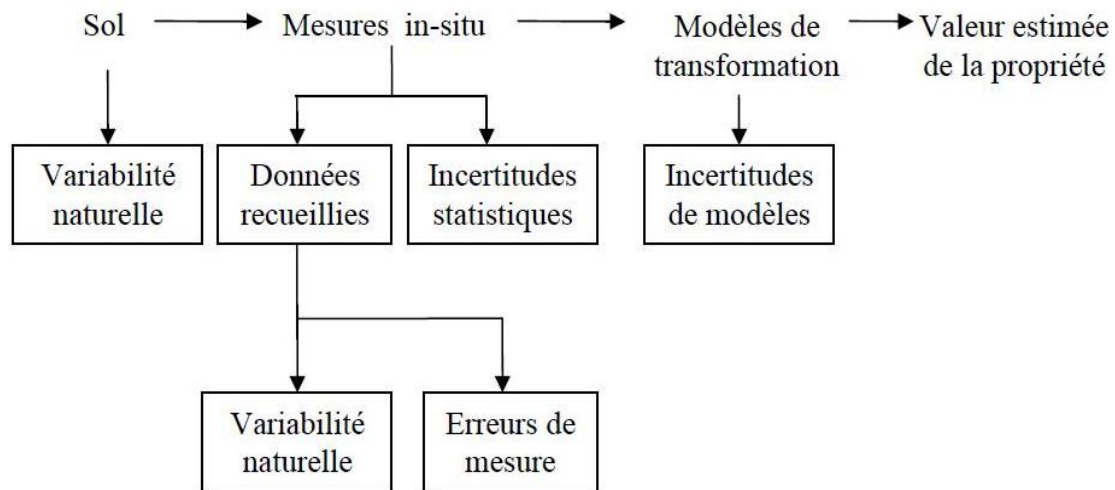 Sol
Mesures in-situ
Modèles de
transformation
Valeur estimée
de la propriété
Variabilité
naturelle
Données
recueillies
Incertitudes
statistiques
Incertitudes
de modèles
Variabilité
naturelle
Erreurs de
mesure